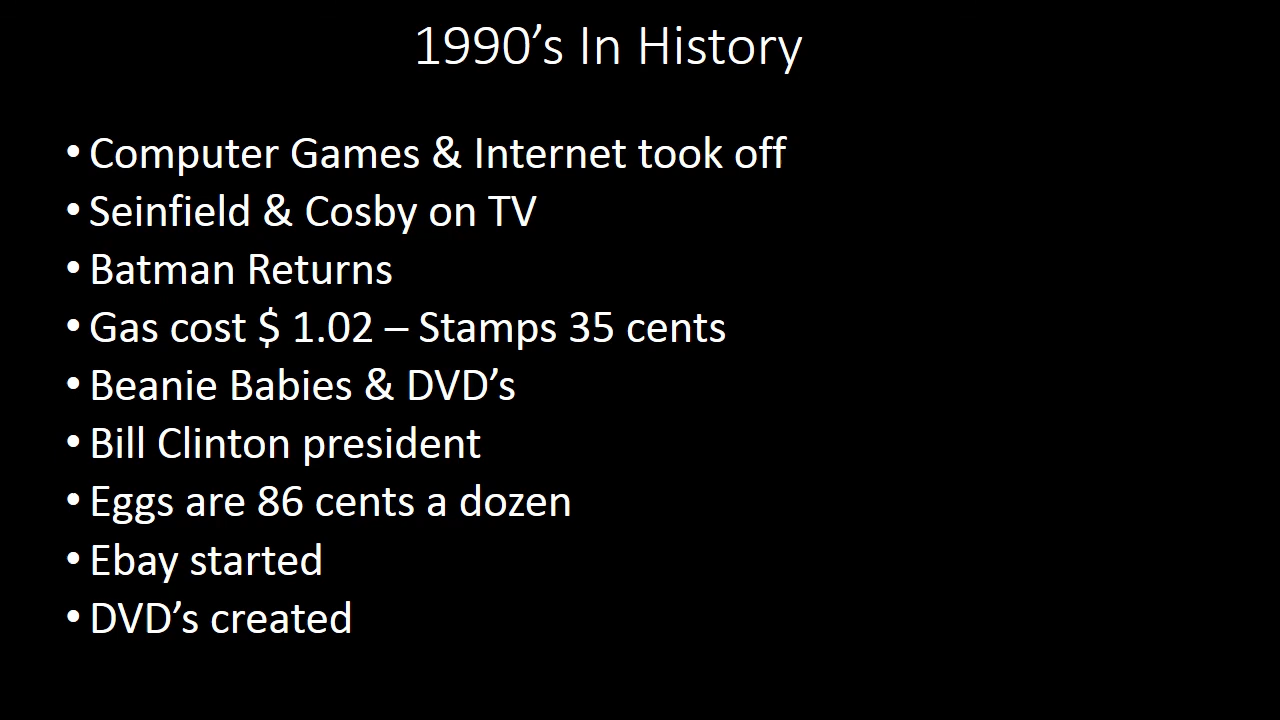 1990’s In History
• Computer Games & Internet took off
• Seinfield & Cosby on TV
• Batman Returns
• Gas cost $ 1.02 – Stamps 35 cents
• Beanie Babies & DVD’s
• Bill Clinton president
• Eggs are 86 cents a dozen
• Ebay started
• DVD’s created